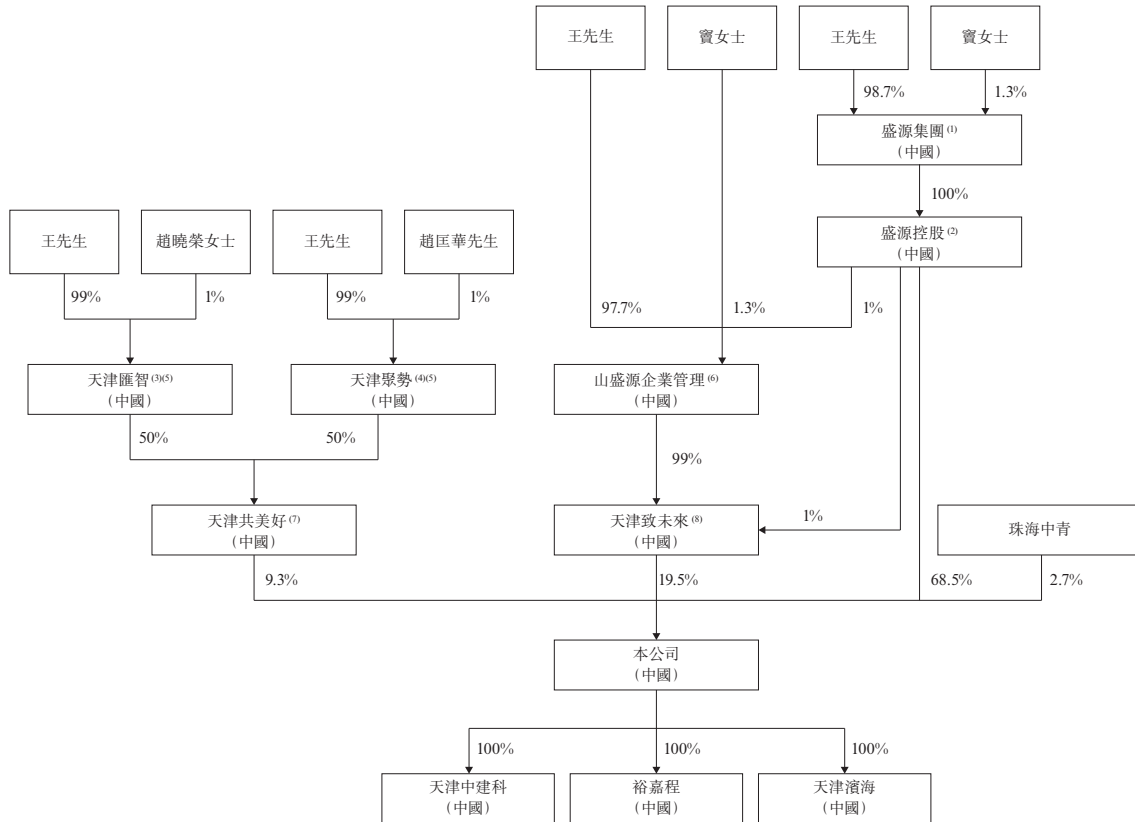 王先生
竇女士
王先生
竇女士
98.7%
1.3%
盛源集團(1)
（中國）
100%
王先生
趙曉榮女士
王先生
趙匡華先生
盛源控股(2)
（中國）
99%
1%
99%
1%
97.7%
1.3%
1%
天津匯智(3)(5)
（中國）
天津聚勢(4)(5)
（中國）
山盛源企業管理(6)
（中國）
50%
50%
99%
天津共美好(7)
（中國）
天津致未來(8)
（中國）
1%
珠海中青
9.3%
19.5%
68.5%
2.7%
本公司
（中國）
100%
100%
100%
天津中建科
（中國）
裕嘉程
（中國）
天津濱海
（中國）